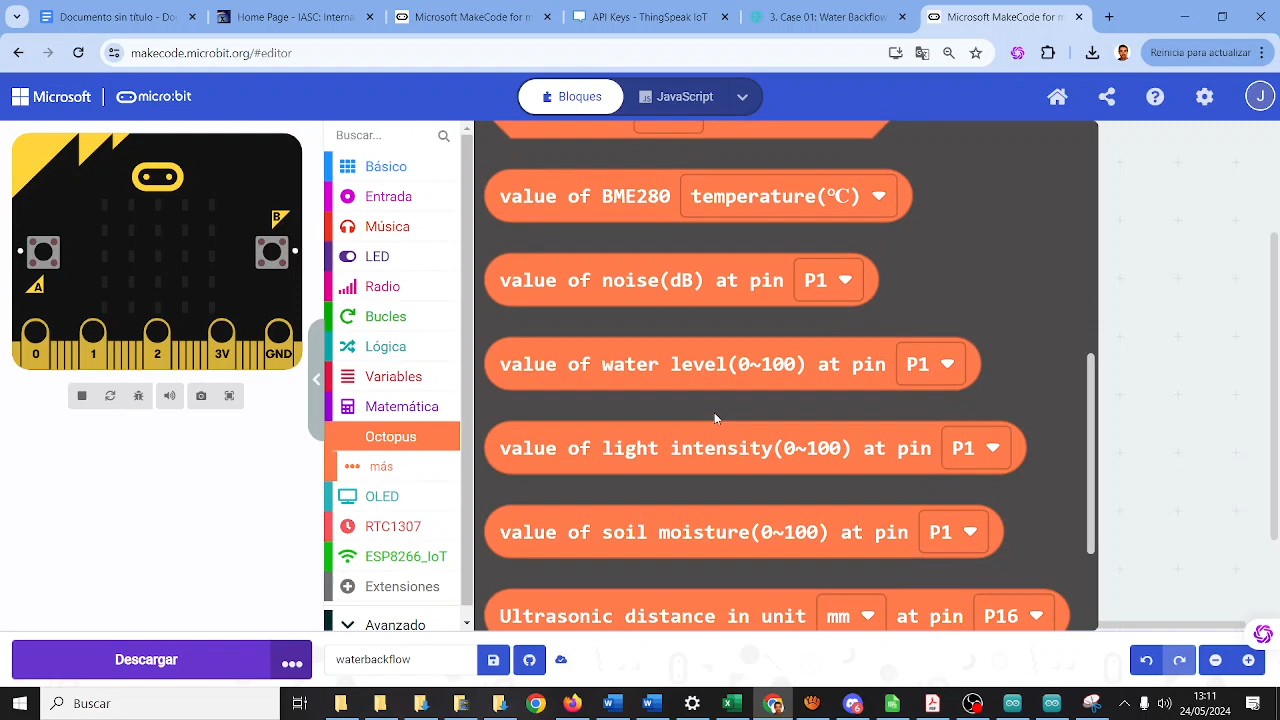 Documento sin título - Doc
Home Page - IASC Interna
Microsoft MakeCode for m
API Keys - ThingSpeak IoT
3. Case 01: Water Backflow
Microsoft MakeCode for m
makecode.microbit.org/#editor
Reinicia para actualizar
Microsoft
micro:bit
Bloques
JavaScript
J
B
A
0
1
2
3V
GND
Buscar...
Básico
Entrada
Música
LED
Radio
Bucles
Lógica
Variables
Matemática
Octopus
más
OLED
RTC1307
ESP8266_IoT
Extensiones
Avanzado
value of BME280 temperature(℃)
value of noise(dB) at pin P1
value of water level(0~100) at pin P1
value of light intensity(0~100) at pin P1
value of soil moisture(0~100) at pin P1
Ultrasonic distance in unit mm at pin P16
Descargar
waterbackflow
Buscar
13:11
24/05/2024